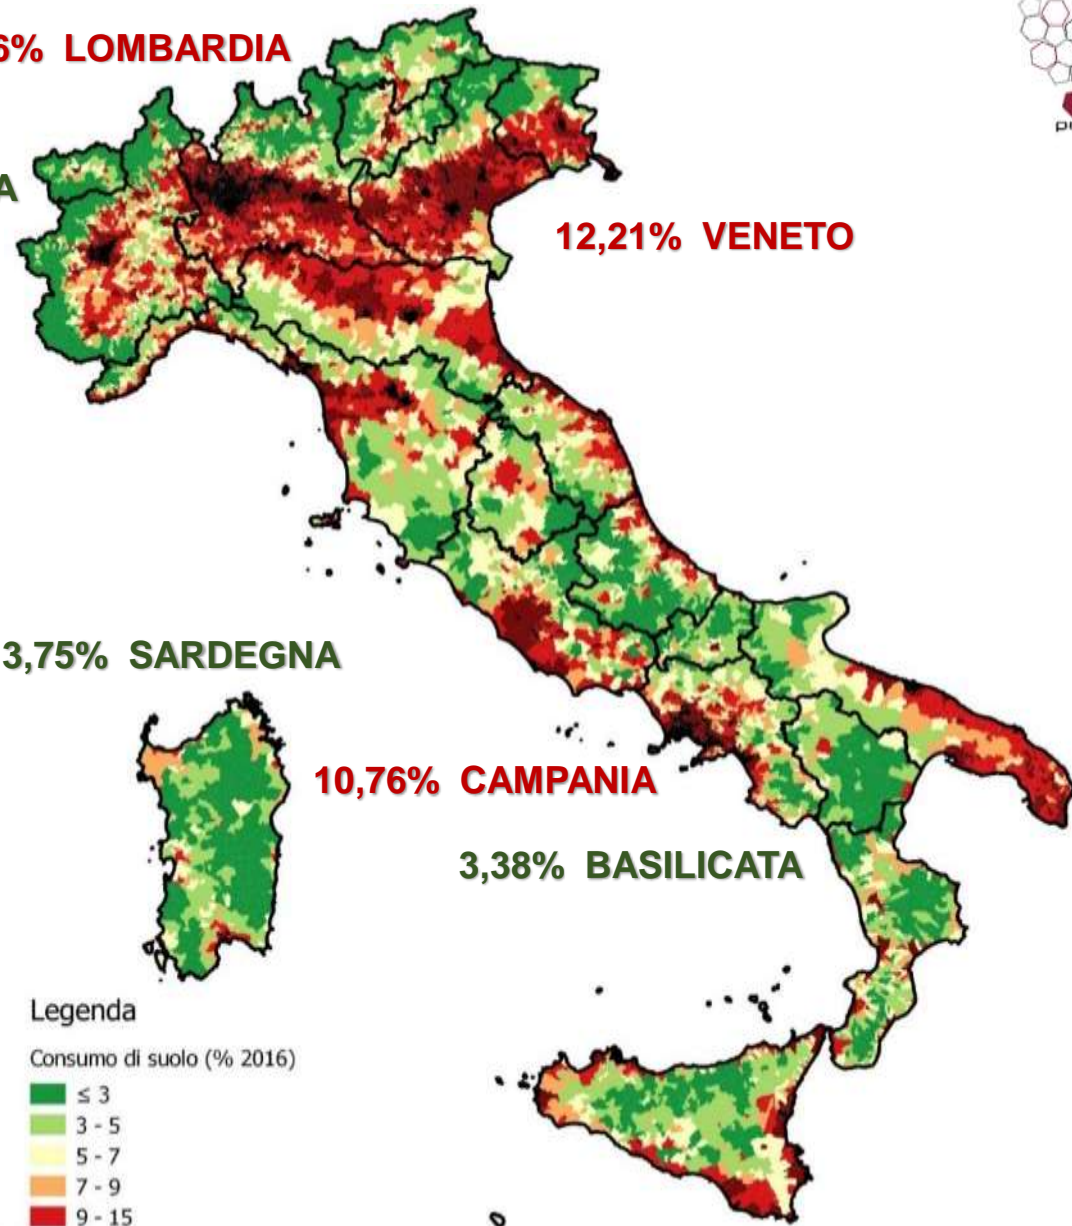 6% LOMBARDIA
A
12,21% VENETO
3,75% SARDEGNA
10,76% CAMPANIA
3,38% BASILICATA
Legenda
Consumo di suolo (% 2016)
≤ 3
3 - 5
5 - 7
7 - 9
9 - 15